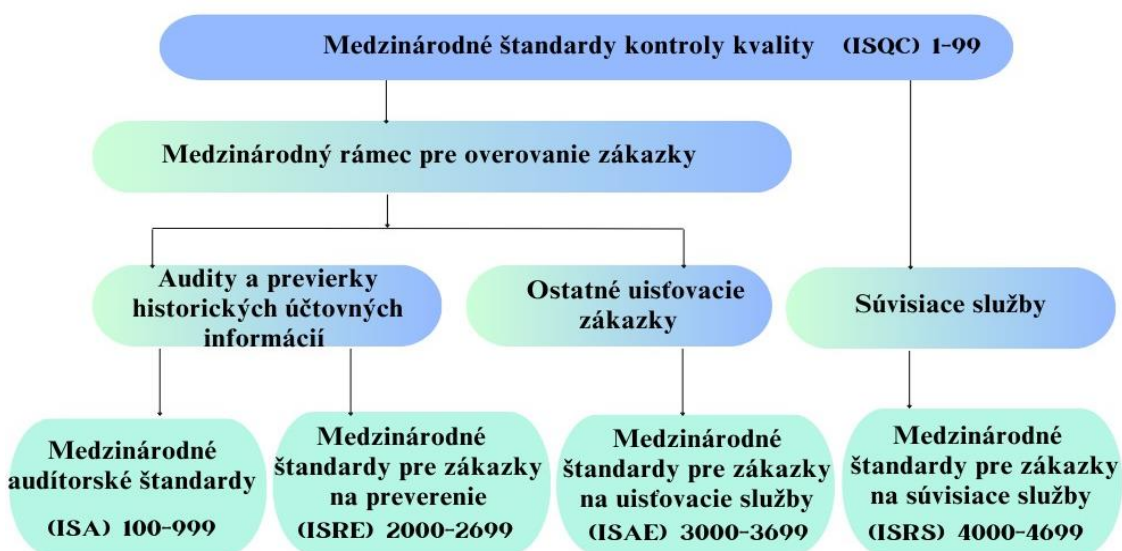 Medzinárodné štandardy kontroly kvality (ISQC) 1-99
Medzinárodný rámec pre overovanie zákazky
Audity a previerky
historických účtovných
informácií
Ostatné uisťovacie
zákazky
Súvisiace služby
Medzinárodné
audítorské štandardy
(ISA) 100-999
Medzinárodné
štandardy pre zákazky
na preverenie
(ISRE) 2000-2699
Medzinárodné
štandardy pre zákazky
na uisťovacie služby
(ISAE) 3000-3699
Medzinárodné
štandardy pre zákazky
na súvisiace služby
(ISRS) 4000-4699